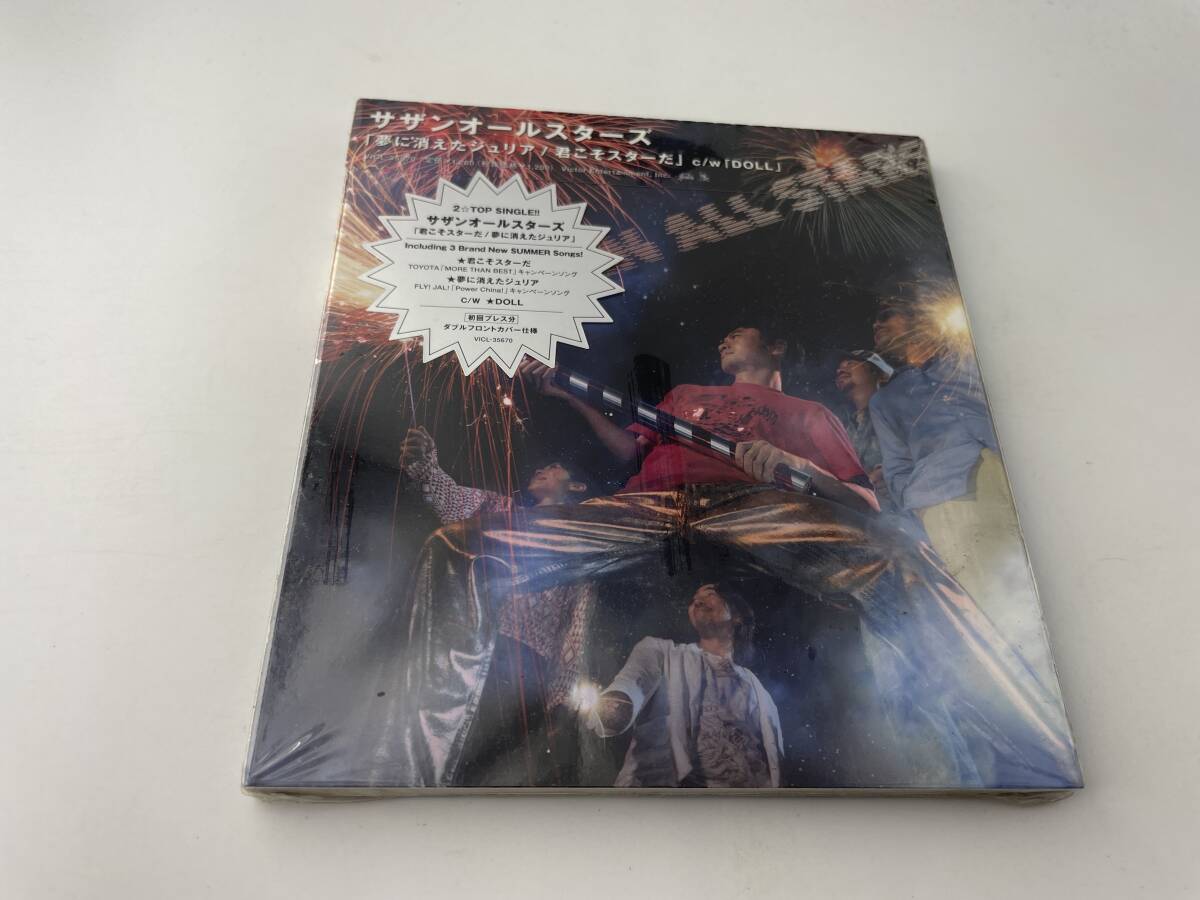 サザンオールスターズ
「夢に消えたジュリア / 君こそスターだ」 c/w「DOLL」
Victor Entertainment, Inc.
ALL STARS
2☆TOP SINGLE!!
サザンオールスターズ
「君こそスターだ / 夢に消えたジュリア」
Including 3 Brand New SUMMER Songs!
★君こそスターだ
TOYOTA「MORE THAN BEST」キャンペーンソング
★夢に消えたジュリア
FLY! JAL!「Power China!」キャンペーンソング
C/W ★DOLL
初回プレス分
ダブルフロントカバー仕様
VICL-35670